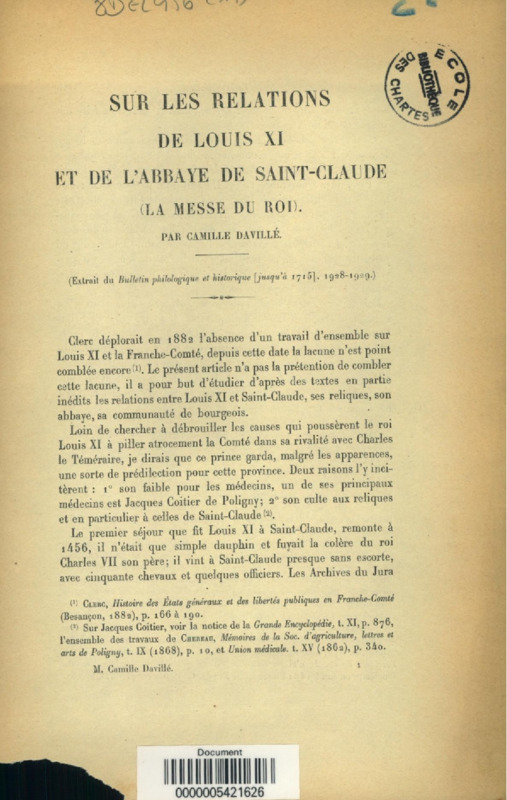 ÉCOLE
DES CHARTES
BIBLIOTHÈQUE
SUR LES RELATIONS
DE LOUIS XI
ET DE L'ABBAYE DE SAINT-CLAUDE
(LA MESSE DU ROI).
PAR CAMILLE DAVILLÉ.
(Extrait du Bulletin philologique et historique [jusqu'à 1715], 1928-1929.)
Clerc déplorait en 1882 l'absence d'un travail d'ensemble sur
Louis XI et la Franche-Comté, depuis cette date la lacune n'est point
comblée encore (1). Le présent article n'a pas la prétention de combler
cette lacune, il a pour but d'étudier d'après des textes en partie
inédits les relations entre Louis XI et Saint-Claude, ses reliques, son
abbaye, sa communauté de bourgeois.
Loin de chercher à débrouiller les causes qui poussèrent le roi
Louis XI à piller atrocement la Comté dans sa rivalité avec Charles
le Téméraire, je dirais que ce prince garda, malgré les apparences,
une sorte de prédilection pour cette province. Deux raisons l'y inci-
tèrent : 1° son faible pour les médecins, un de ses principaux
médecins est Jacques Coitier de Poligny; 2° son culte aux reliques
et en particulier à celles de Saint-Claude (2).
Le premier séjour que fit Louis XI à Saint-Claude, remonte à
1456, il n'était que simple dauphin et fuyait la colère du roi
Charles VII son père; il vint à Saint-Claude presque sans escorte,
avec cinquante chevaux et quelques officiers. Les Archives du Jura
(1) CLERC, Histoire des États généraux et des libertés publiques en Franche-Comté
(Besançon, 1882), p. 166 à 190.
(2) Sur Jacques Coitier, voir la notice de la Grande Encyclopédie, t. XI, p. 876,
l'ensemble des travaux de CHEREAU, Mémoires de la Soc. d'agriculture, lettres et
arts de Poligny, t. IX (1868), p. 10, et Union médicale. t. XV (1862), p. 340.
M. Camille Davillé. 1
Document
0000005421626